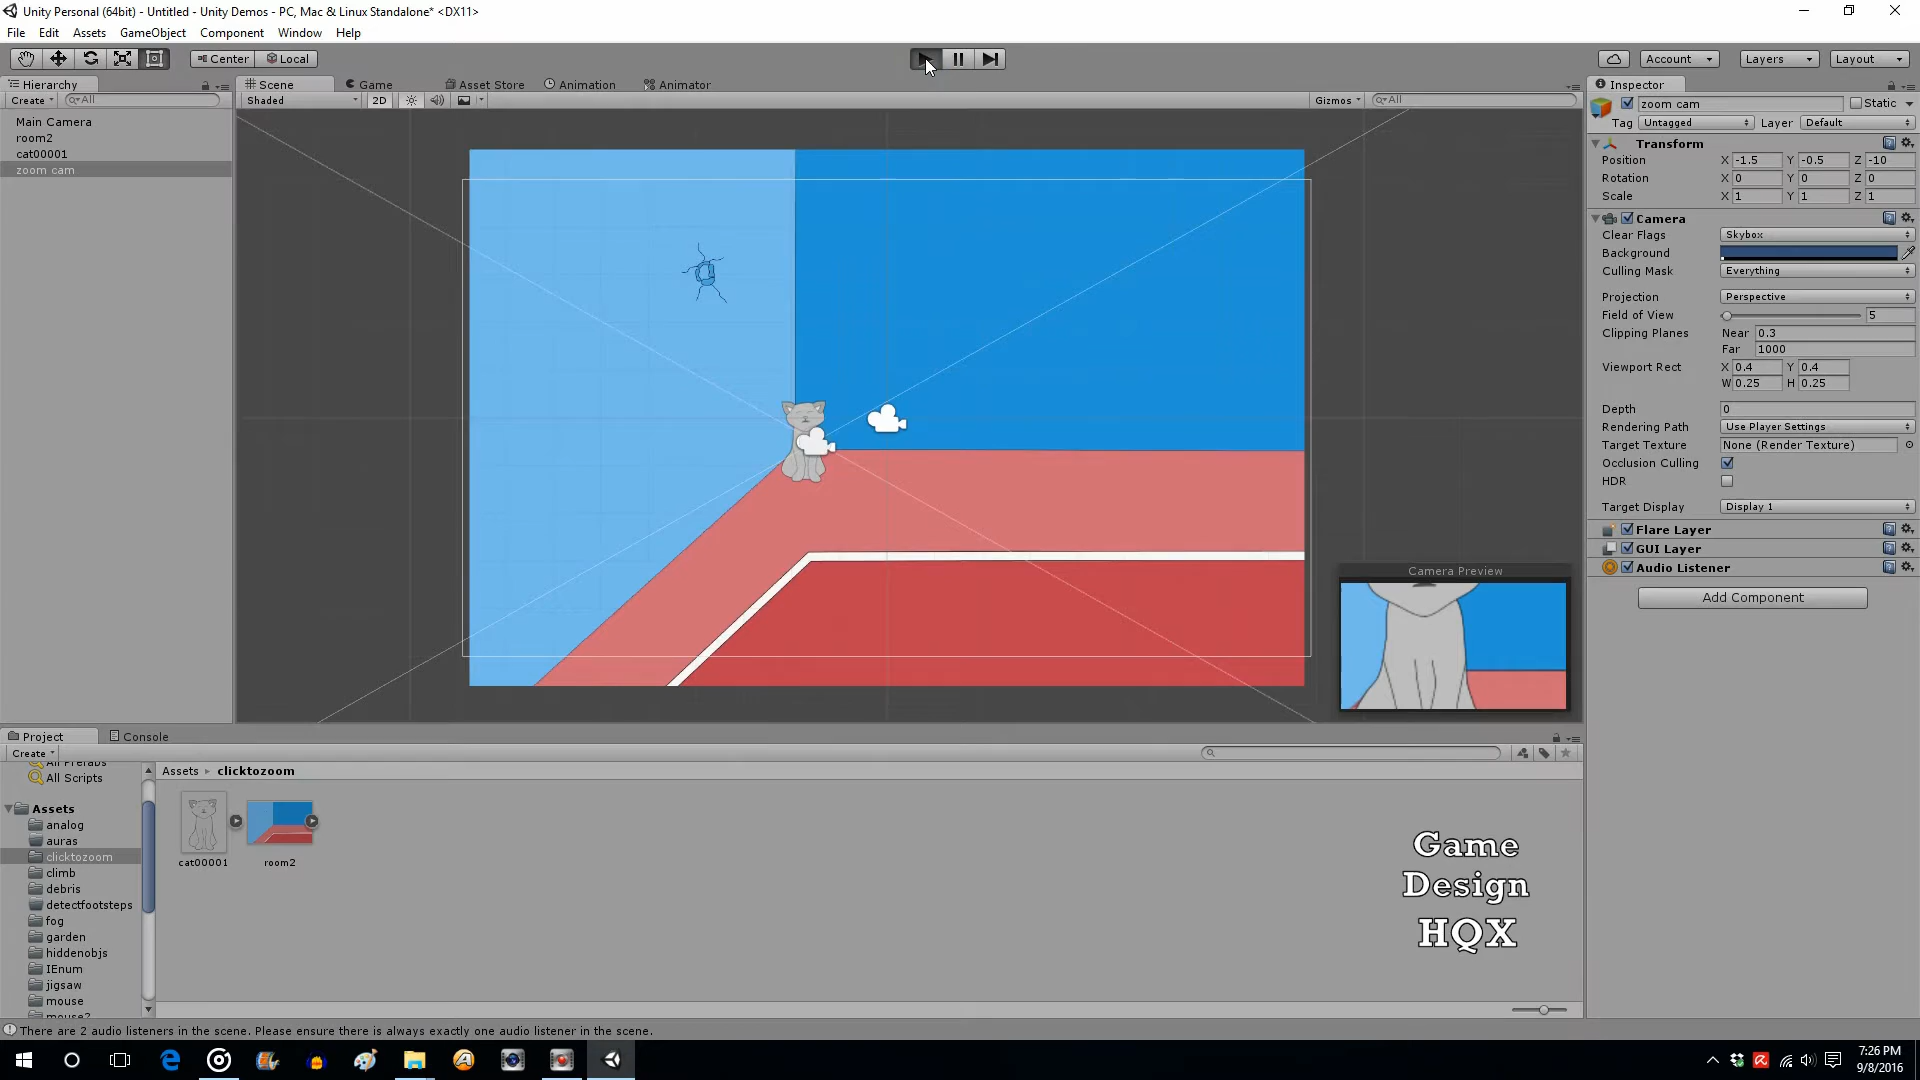 Unity Personal (64bit) - Untitled - Unity Demos - PC, Mac & Linux Standalone* <DX11>
File Edit Assets GameObject Component Window Help
Center Local
Account Layers Layout
Hierarchy
Create All
Main Camera
room2
cat00001
zoom cam
Scene Game Asset Store Animation Animator
Shaded 2D Gizmos All
Camera Preview
Inspector
zoom cam Static
Tag Untagged Layer Default
Transform
Position X -1.5 Y -0.5 Z -10
Rotation X 0 Y 0 Z 0
Scale X 1 Y 1 Z 1
Camera
Clear Flags Skybox
Background
Culling Mask Everything
Projection Perspective
Field of View 5
Clipping Planes Near 0.3
Far 1000
Viewport Rect X 0.4 Y 0.4
W 0.25 H 0.25
Depth 0
Rendering Path Use Player Settings
Target Texture None (Render Texture)
Occlusion Culling
HDR
Target Display Display 1
Flare Layer
GUI Layer
Audio Listener
Add Component
Project Console
Create
All Prefabs
All Scripts
Assets
analog
auras
clicktozoom
climb
debris
detectfootsteps
fog
garden
hiddenobjs
IEnum
jigsaw
mouse
mouse2
Assets clicktozoom
cat00001 room2
Game
Design
HQX
There are 2 audio listeners in the scene. Please ensure there is always exactly one audio listener in the scene.
7:26 PM
9/8/2016